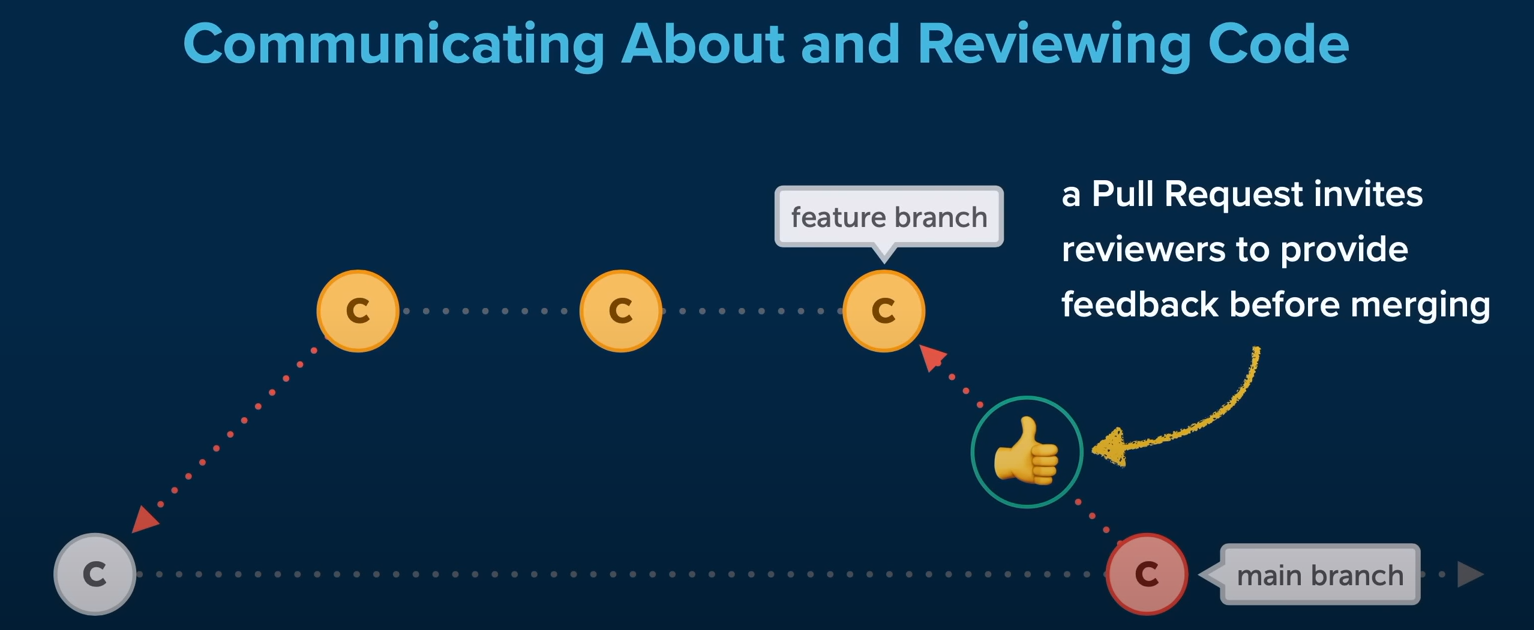 Communicating About and Reviewing Code
a Pull Request invites
reviewers to provide
feedback before merging
feature branch
C
C
C
C
C
main branch